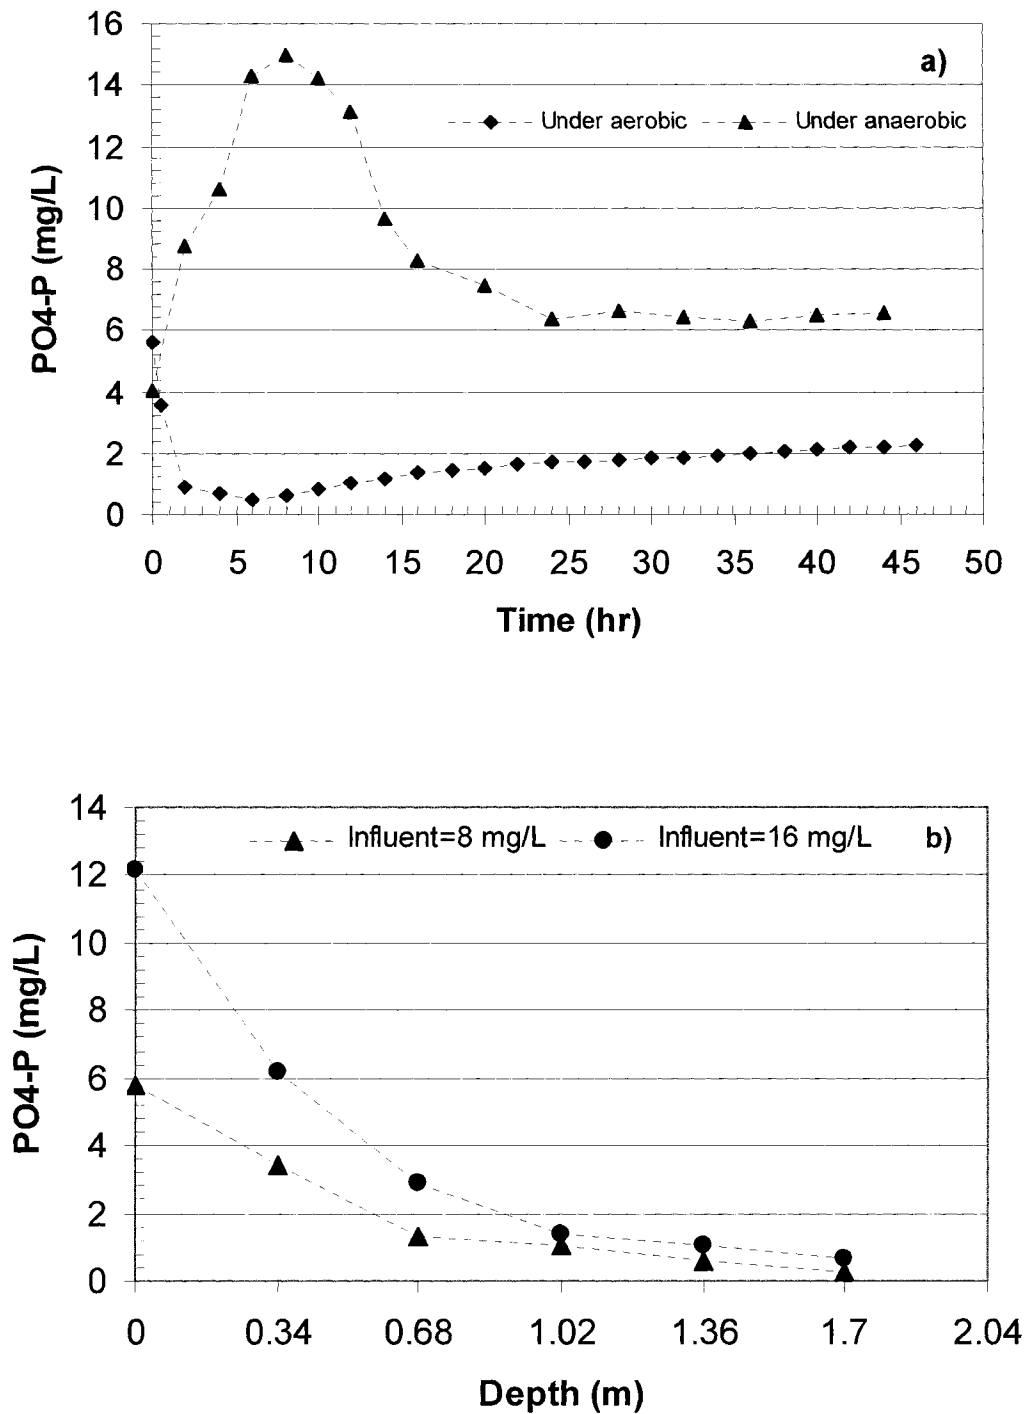 16
14
12
10
8
6
4
2
0
PO4-P (mg/L)
a)
Under aerobic
Under anaerobic
0 5 10 15 20 25 30 35 40 45 50
Time (hr)
14
12
10
8
6
4
2
0
PO4-P (mg/L)
Influent=8 mg/L
Influent=16 mg/L
b)
0 0.34 0.68 1.02 1.36 1.7 2.04
Depth (m)